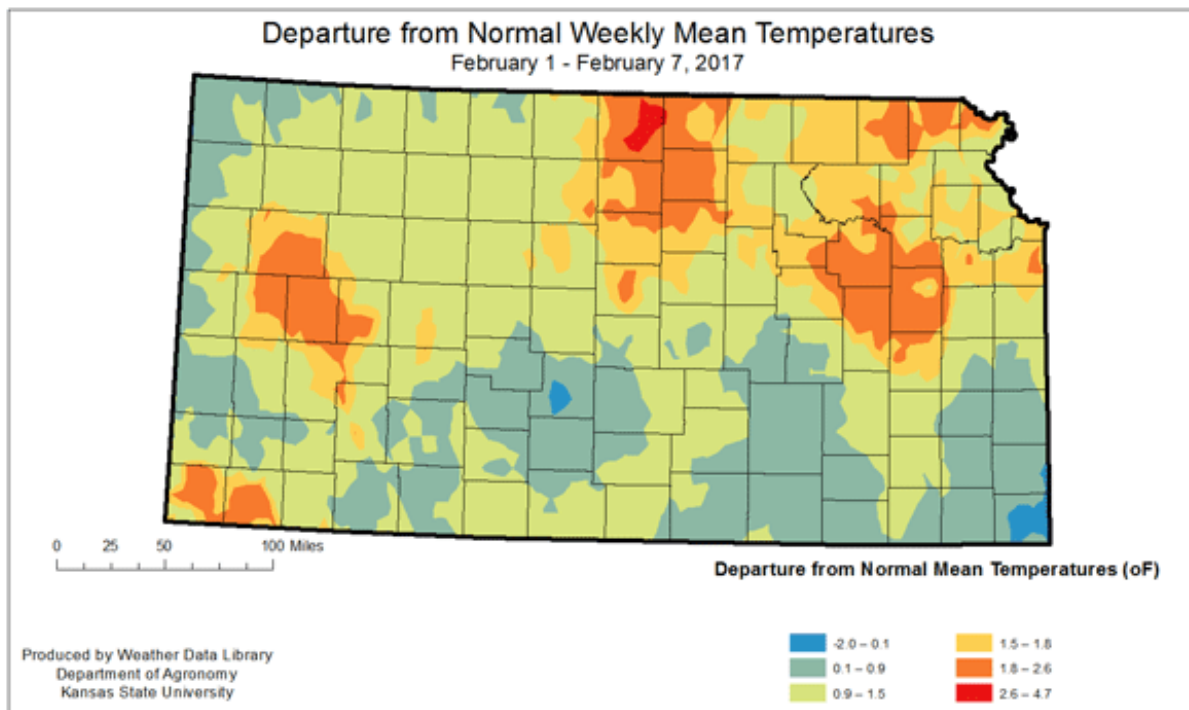 Departure from Normal Weekly Mean Temperatures
February 1 - February 7, 2017
0 25 50 100 Miles
Departure from Normal Mean Temperatures (oF)
-2.0 – 0.1
0.1 – 0.9
0.9 – 1.5
1.5 – 1.8
1.8 – 2.6
2.6 – 4.7
Produced by Weather Data Library
Department of Agronomy
Kansas State University